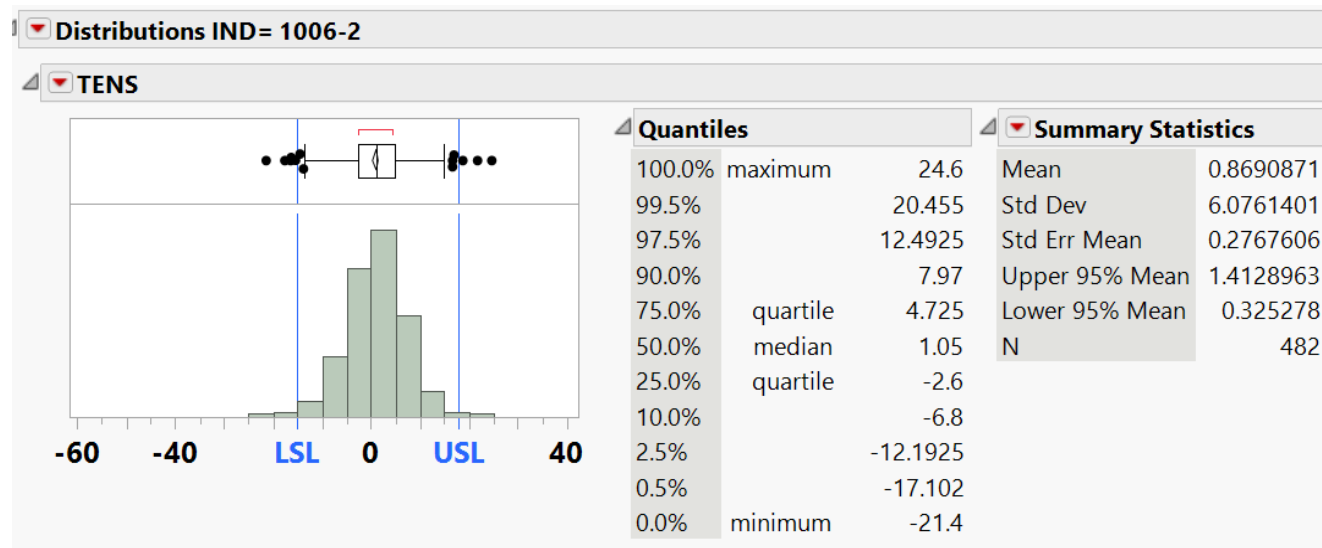 Distributions IND= 1006-2
TENS
-60 -40 LSL 0 USL 40
Quantiles
100.0% maximum 24.6
99.5% 20.455
97.5% 12.4925
90.0% 7.97
75.0% quartile 4.725
50.0% median 1.05
25.0% quartile -2.6
10.0% -6.8
2.5% -12.1925
0.5% -17.102
0.0% minimum -21.4
Summary Statistics
Mean 0.8690871
Std Dev 6.0761401
Std Err Mean 0.2767606
Upper 95% Mean 1.4128963
Lower 95% Mean 0.325278
N 482